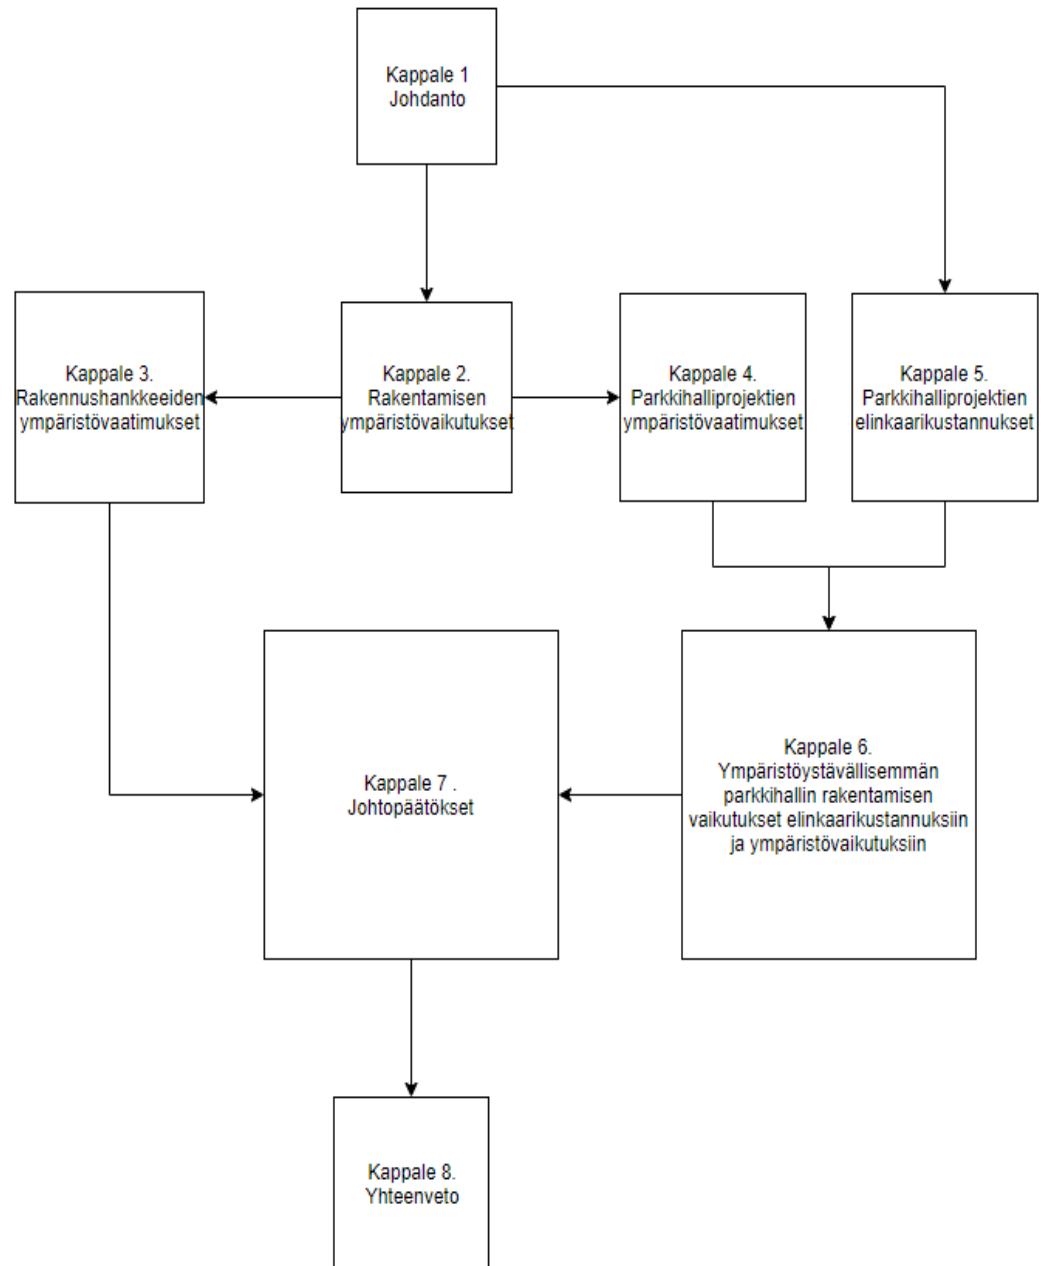 Kappale 1
Johdanto
Kappale 3.
Rakennushankkeeiden
ympäristövaatimukset
Kappale 2.
Rakentamisen
ympäristövaikutukset
Kappale 4.
Parkkihalliprojektien
ympäristövaatimukset
Kappale 5.
Parkkihalliprojektien
elinkaarikustannukset
Kappale 7 .
Johtopäätökset
Kappale 6.
Ympäristöystävällisemmän
parkkihallin rakentamisen
vaikutukset elinkaarikustannuksiin
ja ympäristövaikutuksiin
Kappale 8.
Yhteenveto